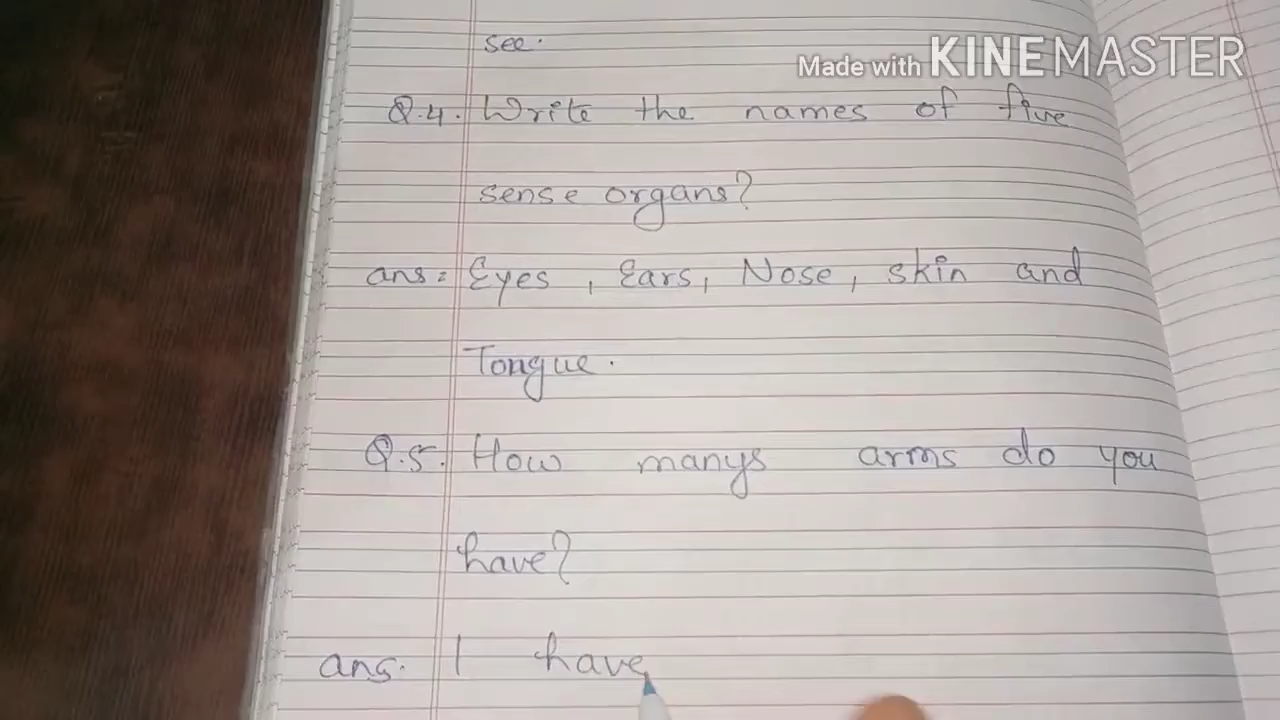 see.
Made with KINEMASTER
Q.4. Write the names of five
sense organs?
ans= Eyes , Ears, Nose, skin and
Tongue.
Q.5. How manys arms do you
have?
ans. I have